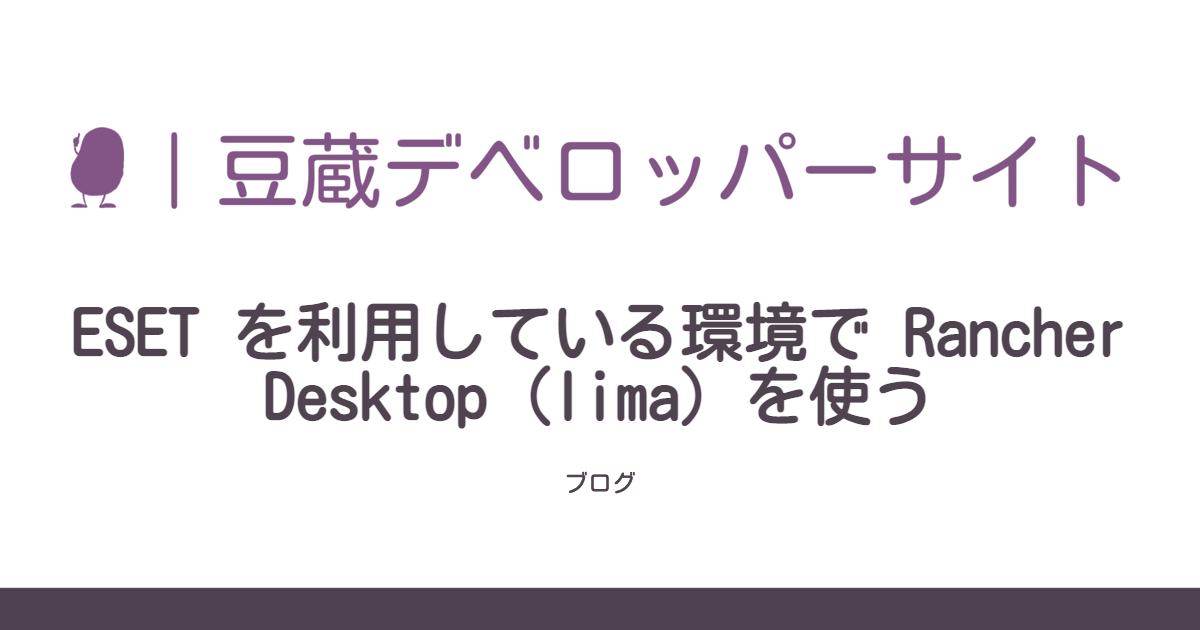 |豆蔵デベロッパーサイト
ESET を利用している環境で Rancher
Desktop (lima) を使う
ブログ